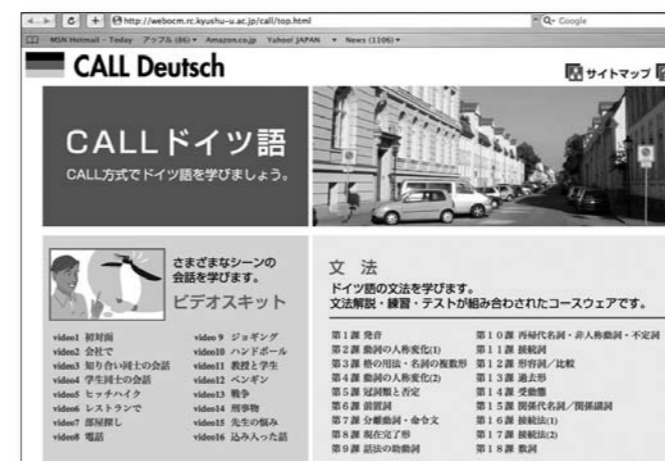 http://webocm.rc.kyushu-u.ac.jp/call/top.html
Q- Google
MSN Hotmail - Today アップル (86)▾ Amazon.co.jp Yahoo! JAPAN ▾ News (1106)▾
CALL Deutsch
サイトマップ
CALLドイツ語
CALL方式でドイツ語を学びましょう。
さまざまなシーンの
会話を学びます。
ビデオスキット
video1 初対面
video2 会社で
video3 知り合い同士の会話
video4 学生同士の会話
video5 ヒッチハイク
video6 レストランで
video7 部屋探し
video8 電話
video 9 ジョギング
video10 ハンドボール
video11 教授と学生
video12 ペンギン
video13 戦争
video14 刑事物
video15 先生の悩み
video16 込み入った話
文 法
ドイツ語の文法を学びます。
文法解説・練習・テストが組み合わされたコースウェアです。
第1課 発音
第2課 動詞の人称変化(1)
第3課 格の用法・名詞の複数形
第4課 動詞の人称変化(2)
第5課 冠詞類と否定
第6課 前置詞
第7課 分離動詞・命令文
第8課 現在完了形
第9課 話法の助動詞
第10課 再帰代名詞・非人称動詞・不定詞
第11課 接続詞
第12課 形容詞／比較
第13課 過去形
第14課 受動態
第15課 関係代名詞／関係副詞
第16課 接続法(1)
第17課 接続法(2)
第18課 数詞